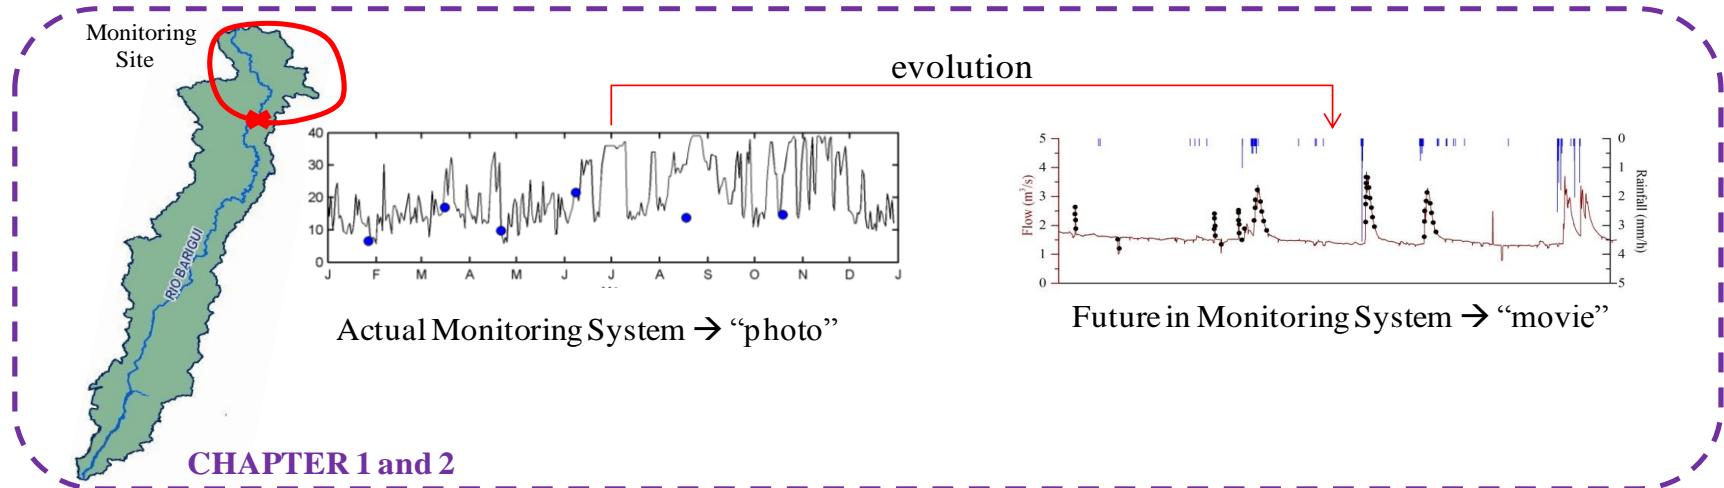 Monitoring
Site
evolution
40
30
20
10
0
J F M A M J J A S O N D J
5
4
3
2
1
0
Flow (m³/s)
0
1
2
3
4
5
Rainfall (mm/h)
RIO BARIGUI
Actual Monitoring System → “photo”
Future in Monitoring System → “movie”
CHAPTER 1 and 2